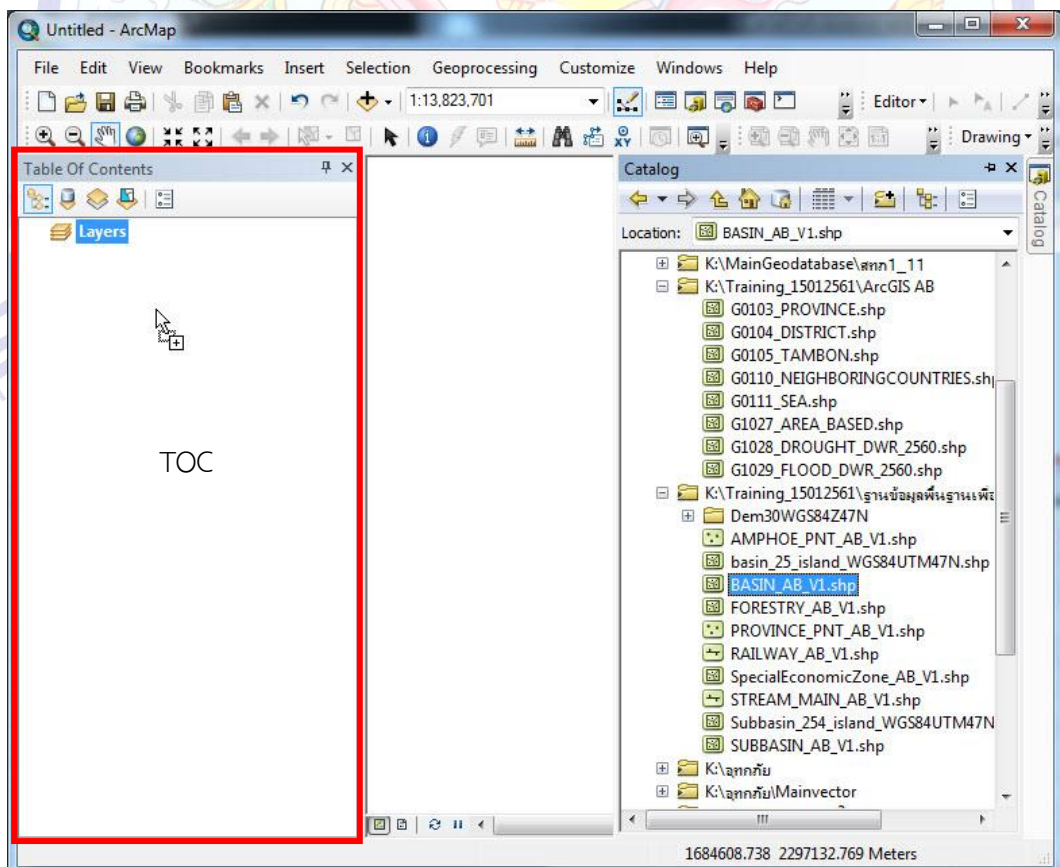 Untitled - ArcMap
File Edit View Bookmarks Insert Selection Geoprocessing Customize Windows Help
1:13,823,701 Editor
Drawing
Table Of Contents
Layers
TOC
Catalog
Catalog
Location: BASIN_AB_V1.shp
K:\MainGeodatabase\สทภ1_11
K:\Training_15012561\ArcGIS AB
G0103_PROVINCE.shp
G0104_DISTRICT.shp
G0105_TAMBON.shp
G0110_NEIGHBORINGCOUNTRIES.sh
G0111_SEA.shp
G1027_AREA_BASED.shp
G1028_DROUGHT_DWR_2560.shp
G1029_FLOOD_DWR_2560.shp
K:\Training_15012561\ฐานข้อมูลพื้นฐานเพื่อ
Dem30WGS84Z47N
AMPHOE_PNT_AB_V1.shp
basin_25_island_WGS84UTM47N.shp
BASIN_AB_V1.shp
FORESTRY_AB_V1.shp
PROVINCE_PNT_AB_V1.shp
RAILWAY_AB_V1.shp
SpecialEconomicZone_AB_V1.shp
STREAM_MAIN_AB_V1.shp
Subbasin_254_island_WGS84UTM47N
SUBBASIN_AB_V1.shp
K:\อุทกภัย
K:\อุทกภัย\Mainvector
1684608.738 2297132.769 Meters